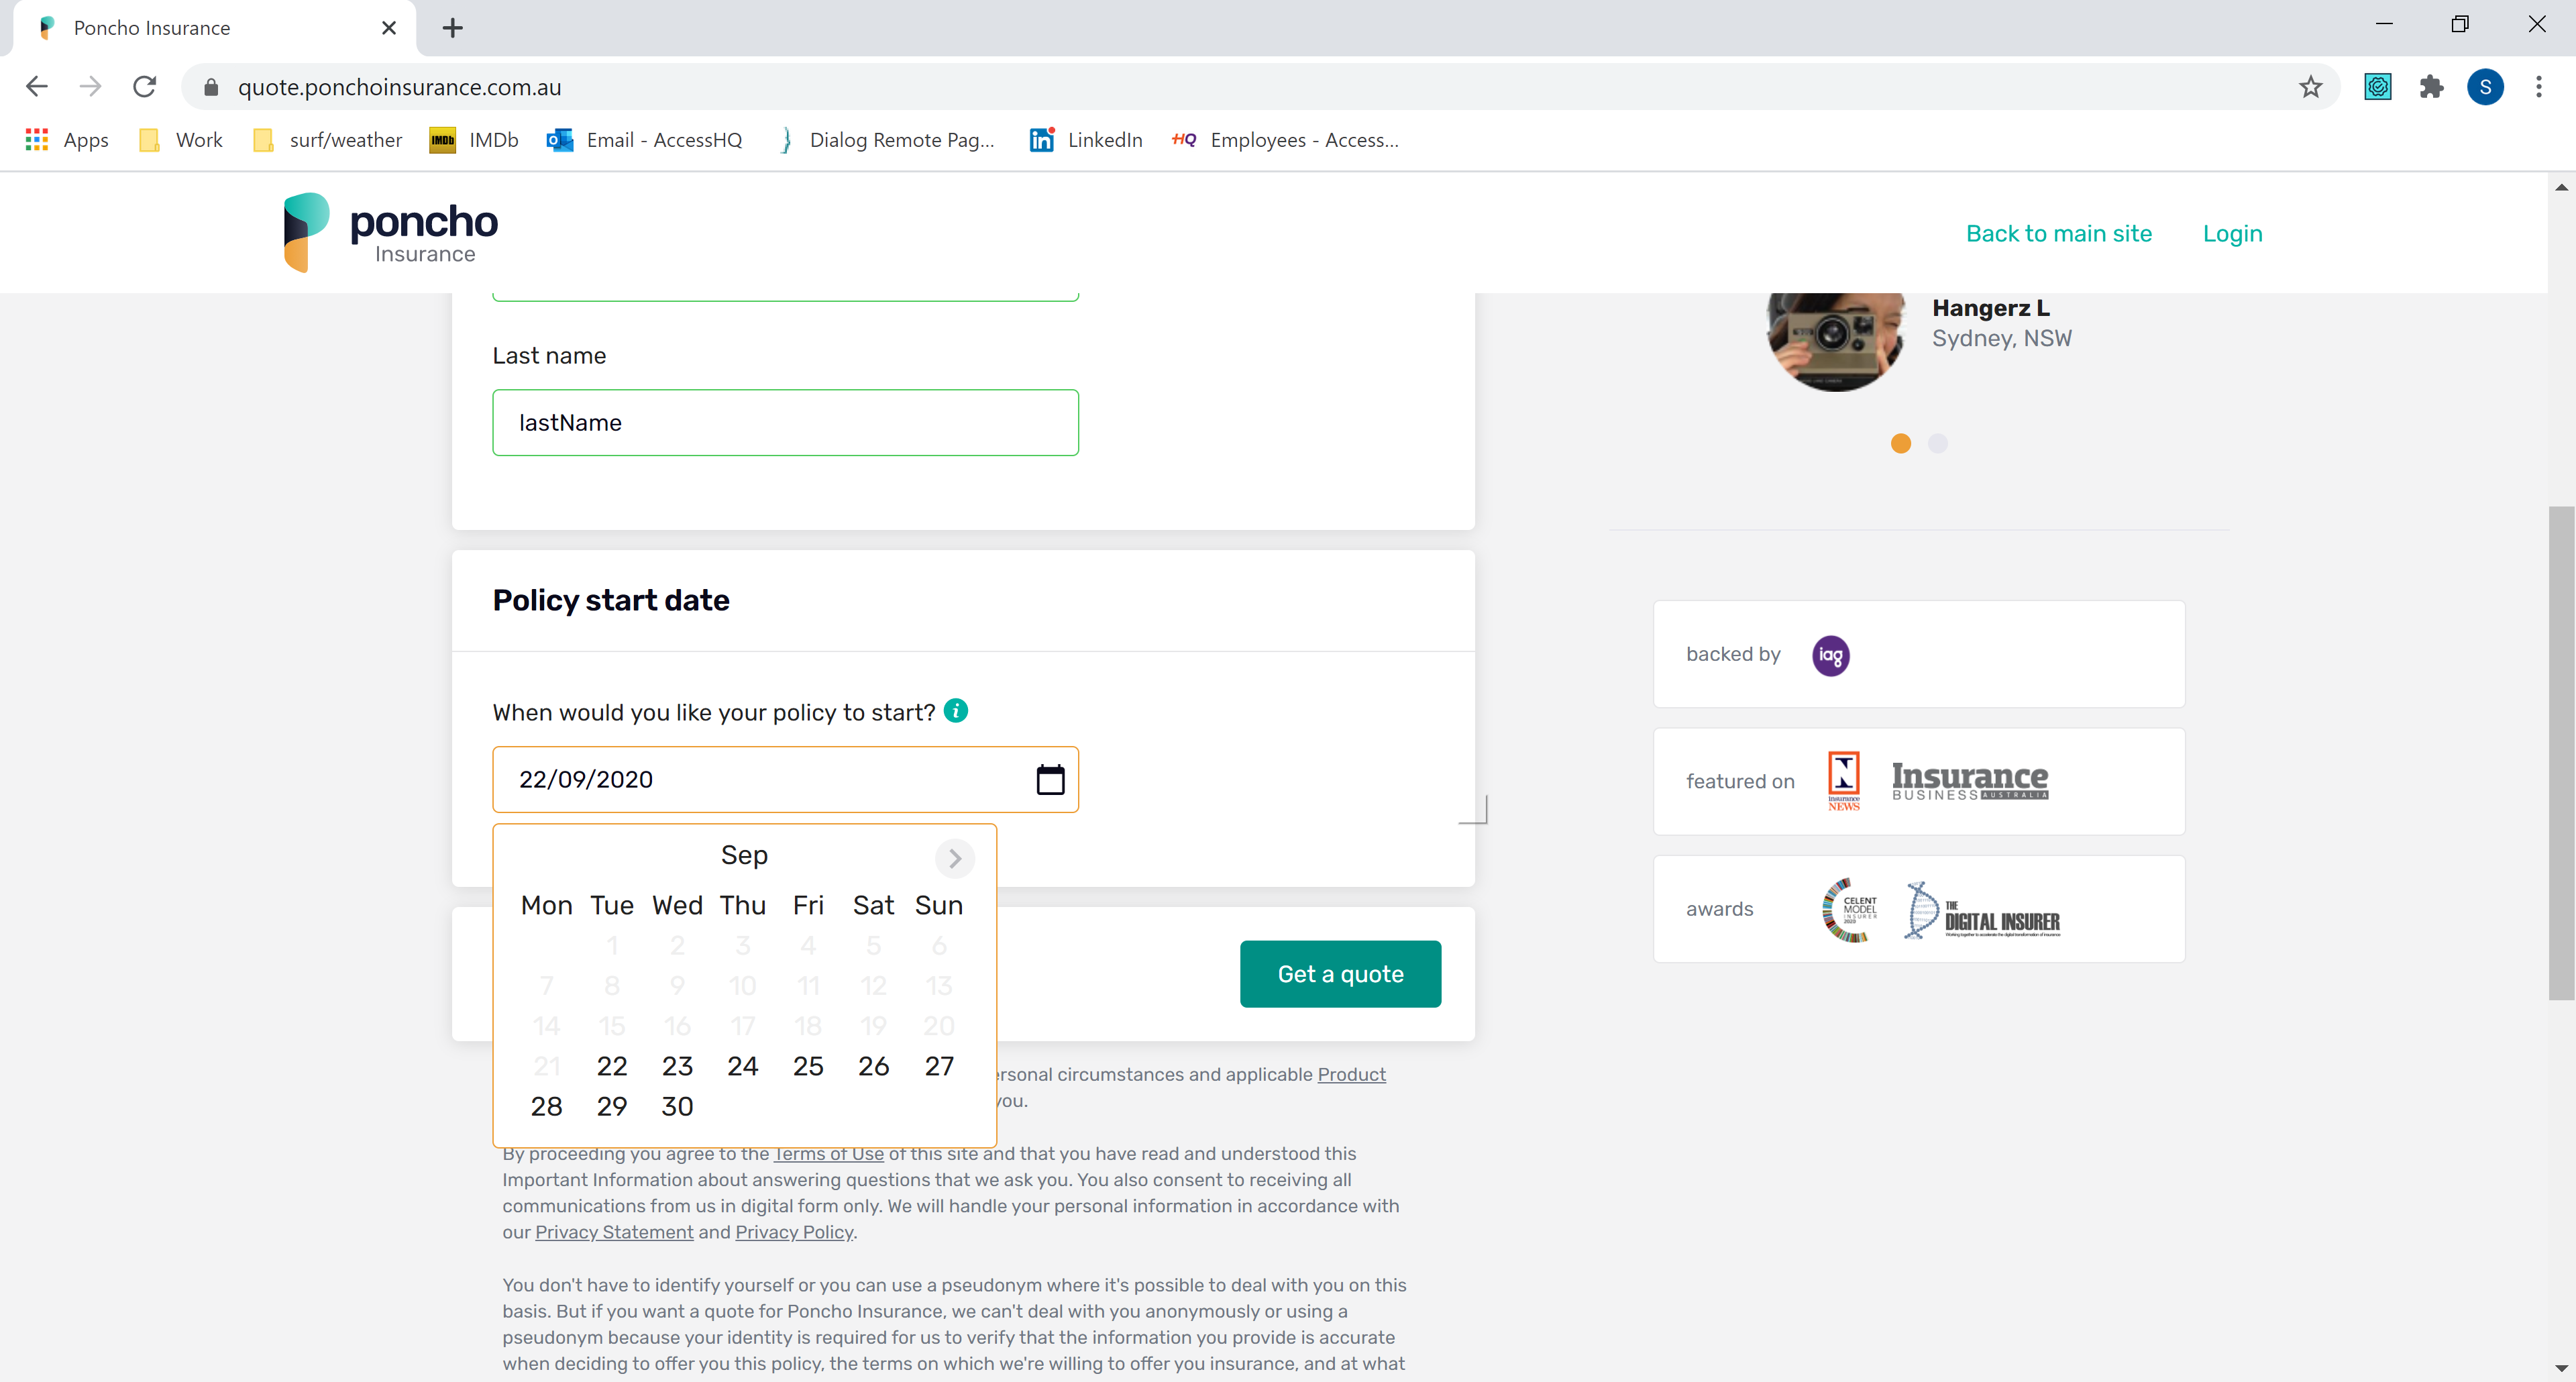 Poncho Insurance
quote.ponchoinsurance.com.au
S
Apps Work surf/weather IMDb IMDb Email - AccessHQ Dialog Remote Pag... LinkedIn HQ Employees - Access...
poncho
Insurance
Back to main site Login
Hangerz L
Sydney, NSW
Last name
lastName
Policy start date
When would you like your policy to start?
22/09/2020
Sep
Mon Tue Wed Thu Fri Sat Sun
1 2 3 4 5 6
7 8 9 10 11 12 13
14 15 16 17 18 19 20
21 22 23 24 25 26 27
28 29 30
Get a quote
personal circumstances and applicable Product
you.
By proceeding you agree to the Terms of Use of this site and that you have read and understood this
Important Information about answering questions that we ask you. You also consent to receiving all
communications from us in digital form only. We will handle your personal information in accordance with
our Privacy Statement and Privacy Policy.
You don't have to identify yourself or you can use a pseudonym where it's possible to deal with you on this
basis. But if you want a quote for Poncho Insurance, we can't deal with you anonymously or using a
pseudonym because your identity is required for us to verify that the information you provide is accurate
when deciding to offer you this policy, the terms on which we're willing to offer you insurance, and at what
backed by iag
featured on
N
Insurance
NEWS
Insurance
BUSINESS AUSTRALIA
awards
CELENT
MODEL
INSURER
2020
THE
DIGITAL INSURER